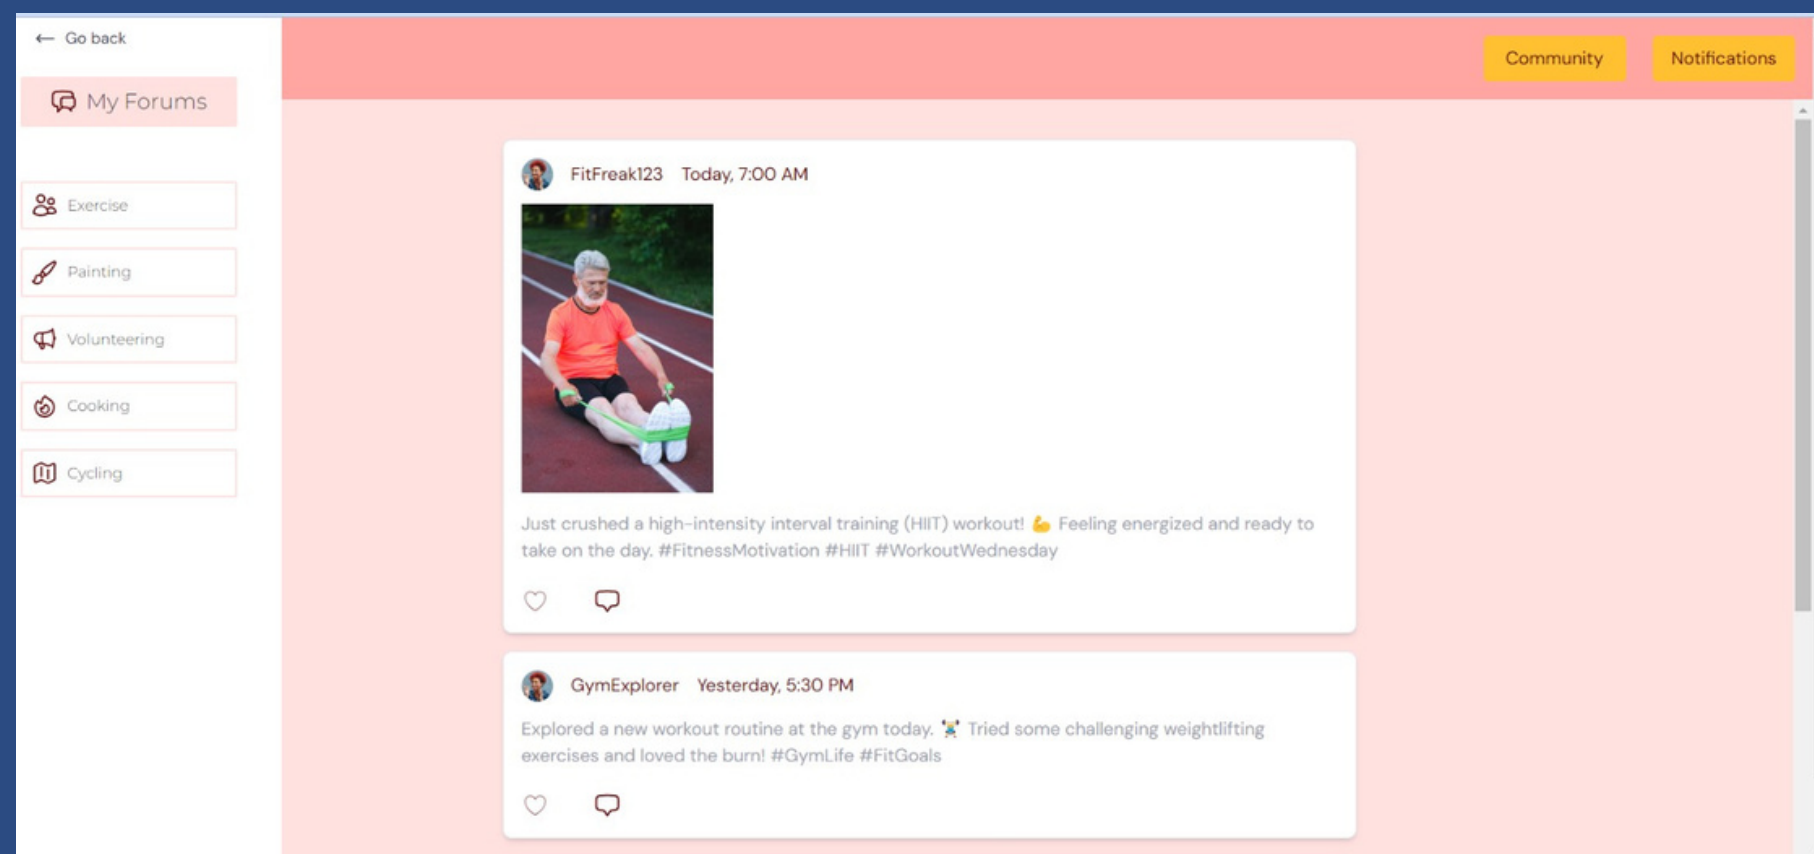 ← Go back
My Forums
Exercise
Painting
Volunteering
Cooking
Cycling
Community
Notifications
FitFreak123 Today, 7:00 AM
Just crushed a high-intensity interval training (HIIT) workout! 💪 Feeling energized and ready to
take on the day. #FitnessMotivation #HIIT #WorkoutWednesday
GymExplorer Yesterday, 5:30 PM
Explored a new workout routine at the gym today. 🏋️ Tried some challenging weightlifting
exercises and loved the burn! #GymLife #FitGoals